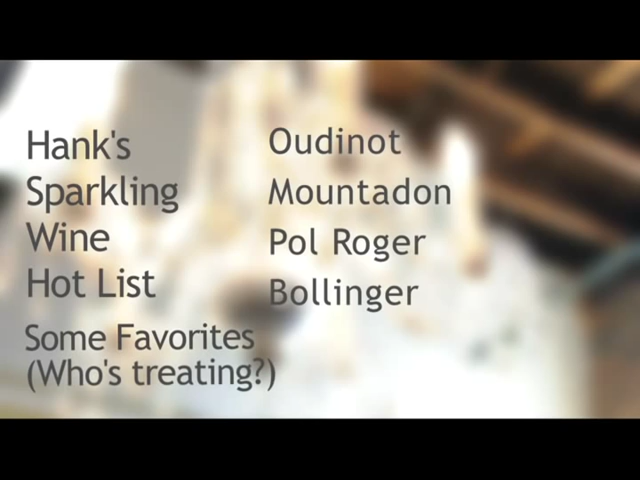 Hank's
Sparkling
Wine
Hot List
Some Favorites
(Who's treating?)
Oudinot
Mountadon
Pol Roger
Bollinger